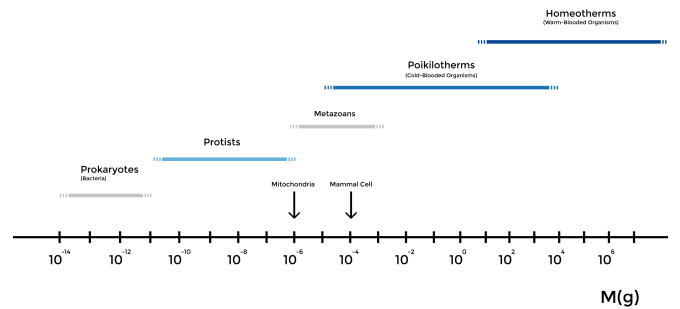 Homeotherms
(Warm-Blooded Organisms)
Poikilotherms
(Cold-Blooded Organisms)
Metazoans
Protists
Prokaryotes
(Bacteria)
Mitochondria
Mammal Cell
10⁻¹⁴ 10⁻¹² 10⁻¹⁰ 10⁻⁸ 10⁻⁶ 10⁻⁴ 10⁻² 10⁰ 10² 10⁴ 10⁶
M(g)